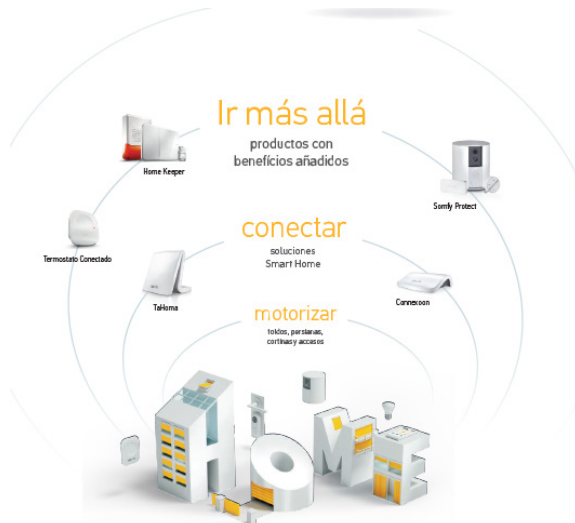 Ir más allá
productos con
benefícios añadidos
Home Keeper
Somfy Protect
conectar
soluciones
Smart Home
Termostato Conectado
TaHoma
Connexoon
motorizar
toldos, persianas,
cortinas y accesos
HOME